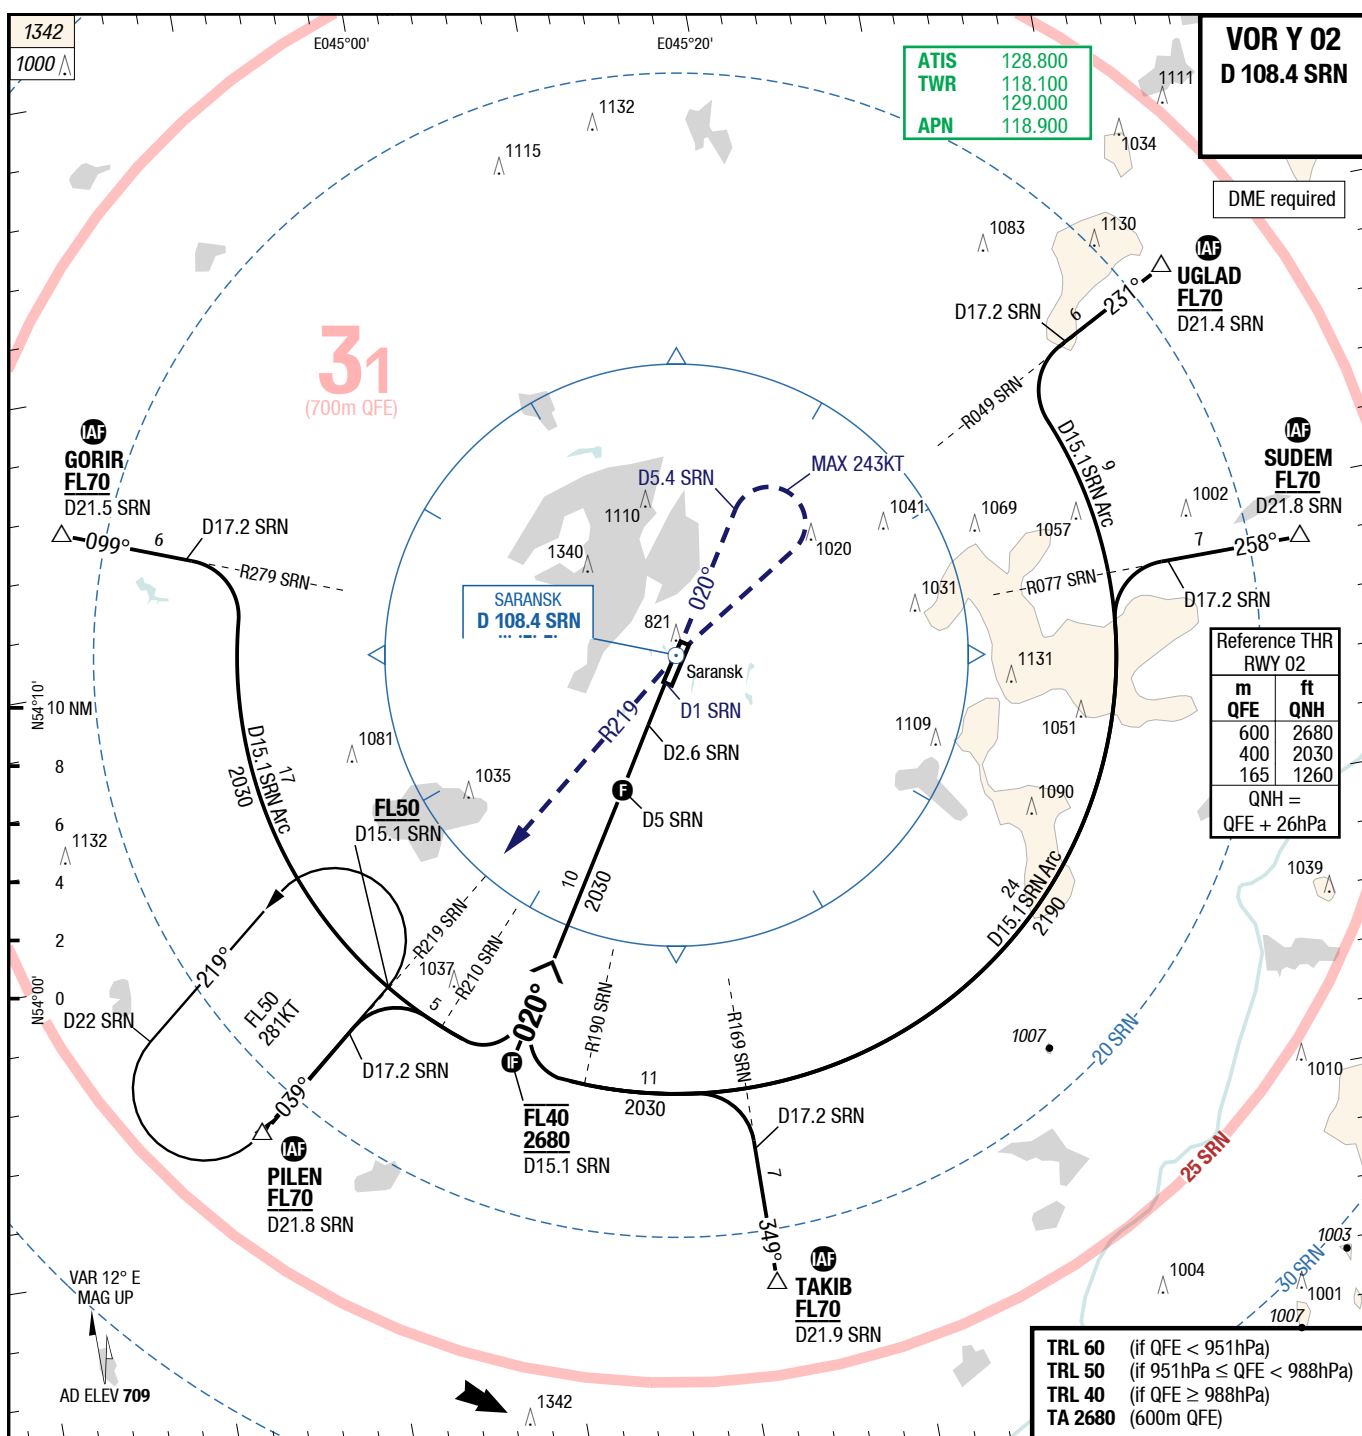 1342
1000
E045°00'
E045°20'
ATIS 128.800
TWR 118.100
129.000
APN 118.900
VOR Y 02
D 108.4 SRN
DME required
1111
1034
1132
1115
1083
1130
IAF
UGLAD
FL70
D21.4 SRN
231°
6
D17.2 SRN
R049 SRN
31
(700m QFE)
IAF
GORIR
FL70
D21.5 SRN
099°
6
D17.2 SRN
R279 SRN
D5.4 SRN
MAX 243KT
1110
1340
1020
1041
1069
1057
1002
9
D15.1 SRN Arc
IAF
SUDEM
FL70
D21.8 SRN
258°
7
D17.2 SRN
R077 SRN
020°
SARANSK
D 108.4 SRN
821
Saransk
1031
1131
1051
1109
1090
Reference THR
RWY 02
m ft
QFE QNH
600 2680
400 2030
165 1260
QNH =
QFE + 26hPa
N54°10'
10 NM
8
6
4
2
0
N54°00'
R219
D1 SRN
D2.6 SRN
F
D5 SRN
1081
1035
1132
1039
17
D15.1 SRN Arc
2030
FL50
D15.1 SRN
10
2030
24
D15.1 SRN Arc
2190
R219 SRN
R210 SRN
1037
5
219°
FL50
281KT
D22 SRN
D17.2 SRN
039°
IAF
PILEN
FL70
D21.8 SRN
020°
IF
FL40
2680
D15.1 SRN
R190 SRN
R169 SRN
11
2030
D17.2 SRN
7
349°
IAF
TAKIB
FL70
D21.9 SRN
1007
20 SRN
1010
25 SRN
1003
30 SRN
1004
1001
1007
VAR 12° E
MAG UP
AD ELEV 709
1342
TRL 60 (if QFE < 951hPa)
TRL 50 (if 951hPa ≤ QFE < 988hPa)
TRL 40 (if QFE ≥ 988hPa)
TA 2680 (600m QFE)